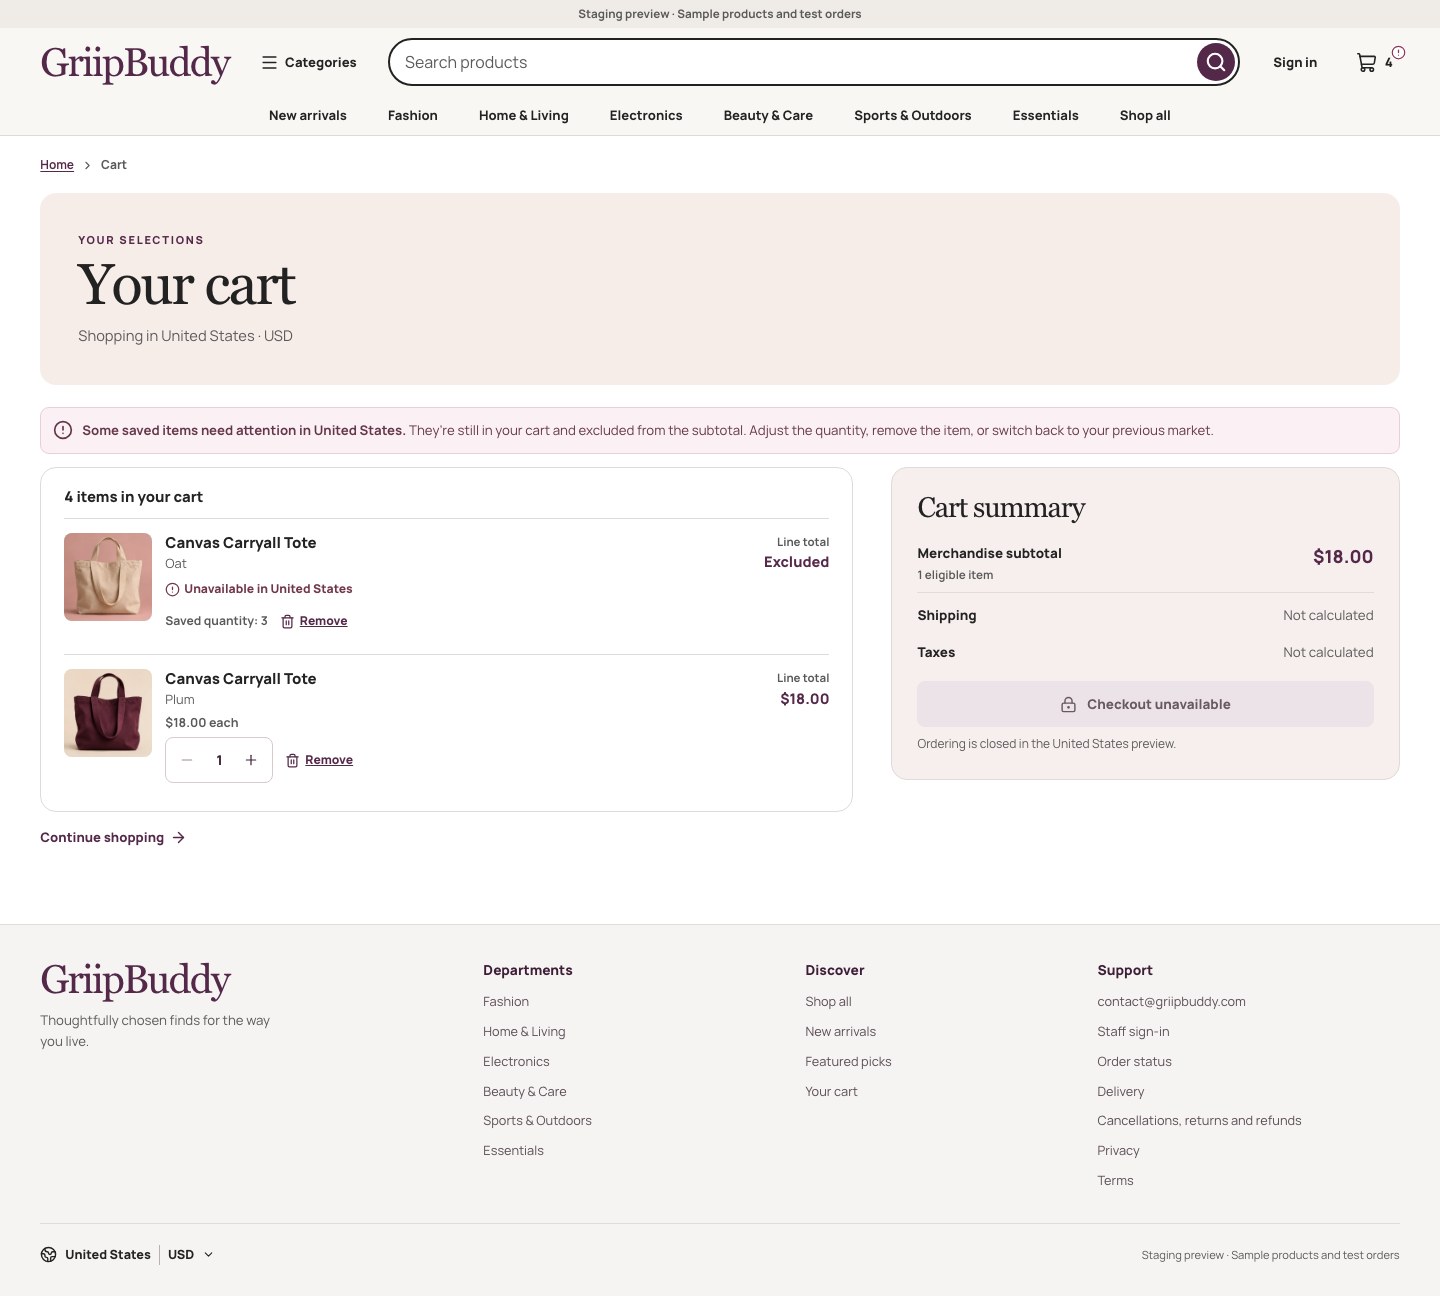 Staging preview · Sample products and test orders
GriipBuddy
Categories
Search products
Sign in
4
New arrivals
Fashion
Home & Living
Electronics
Beauty & Care
Sports & Outdoors
Essentials
Shop all
Home
Cart
YOUR SELECTIONS
Your cart
Shopping in United States · USD
Some saved items need attention in United States. They're still in your cart and excluded from the subtotal. Adjust the quantity, remove the item, or switch back to your previous market.
4 items in your cart
Canvas Carryall Tote
Oat
Unavailable in United States
Saved quantity: 3
Remove
Line total
Excluded
Canvas Carryall Tote
Plum
$18.00 each
1
Remove
Line total
$18.00
Continue shopping
Cart summary
Merchandise subtotal
$18.00
1 eligible item
Shipping
Not calculated
Taxes
Not calculated
Checkout unavailable
Ordering is closed in the United States preview.
GriipBuddy
Thoughtfully chosen finds for the way
you live.
Departments
Fashion
Home & Living
Electronics
Beauty & Care
Sports & Outdoors
Essentials
Discover
Shop all
New arrivals
Featured picks
Your cart
Support
contact@griipbuddy.com
Staff sign-in
Order status
Delivery
Cancellations, returns and refunds
Privacy
Terms
United States
USD
Staging preview · Sample products and test orders